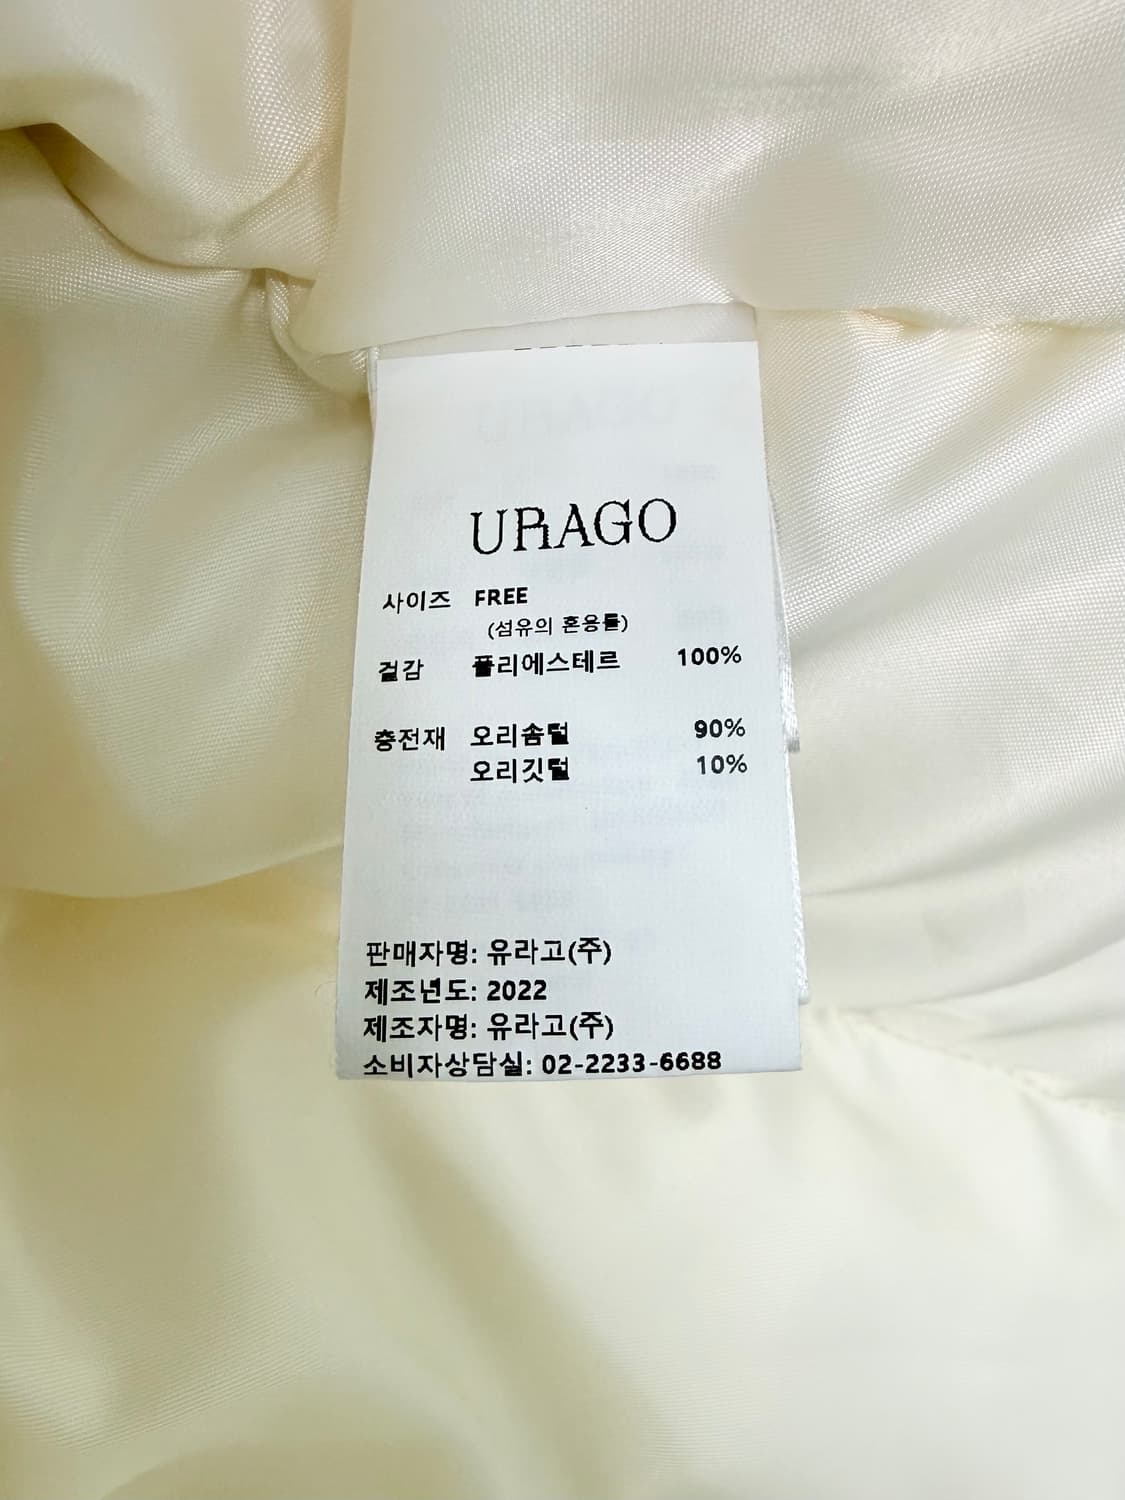 URAGO
사이즈 FREE
(섬유의 혼용률)
겉감 폴리에스테르 100%
충전재 오리솜털 90%
오리깃털 10%
판매자명: 유라고(주)
제조년도: 2022
제조자명: 유라고(주)
소비자상담실: 02-2233-6688